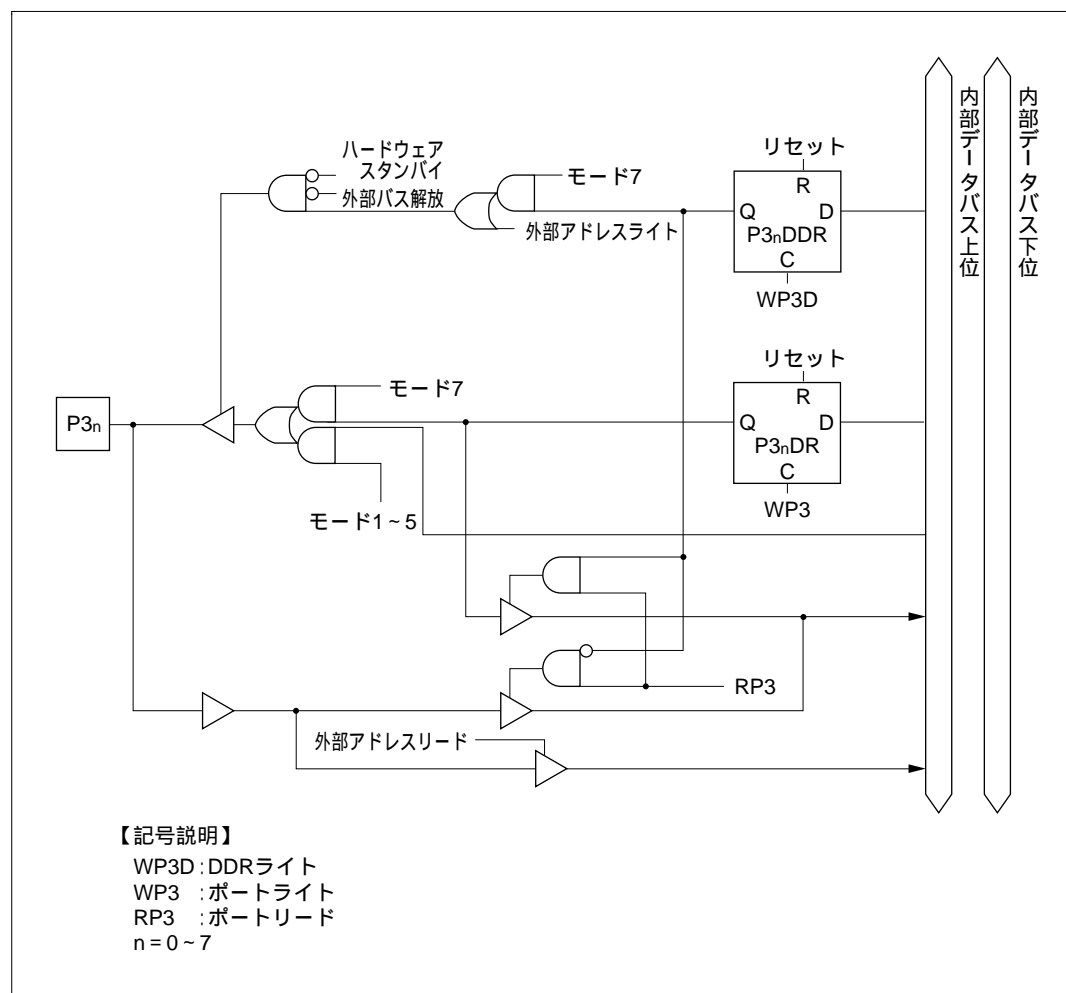 ハードウェア
スタンバイ
外部バス解放
モード7
外部アドレスライト
リセット
R
Q D
P3nDDR
C
WP3D
内部データバス上位
内部データバス下位
P3n
モード7
モード1~5
リセット
R
Q D
P3nDR
C
WP3
RP3
外部アドレスリード
【記号説明】
WP3D:DDRライト
WP3 :ポートライト
RP3 :ポートリード
n=0~7